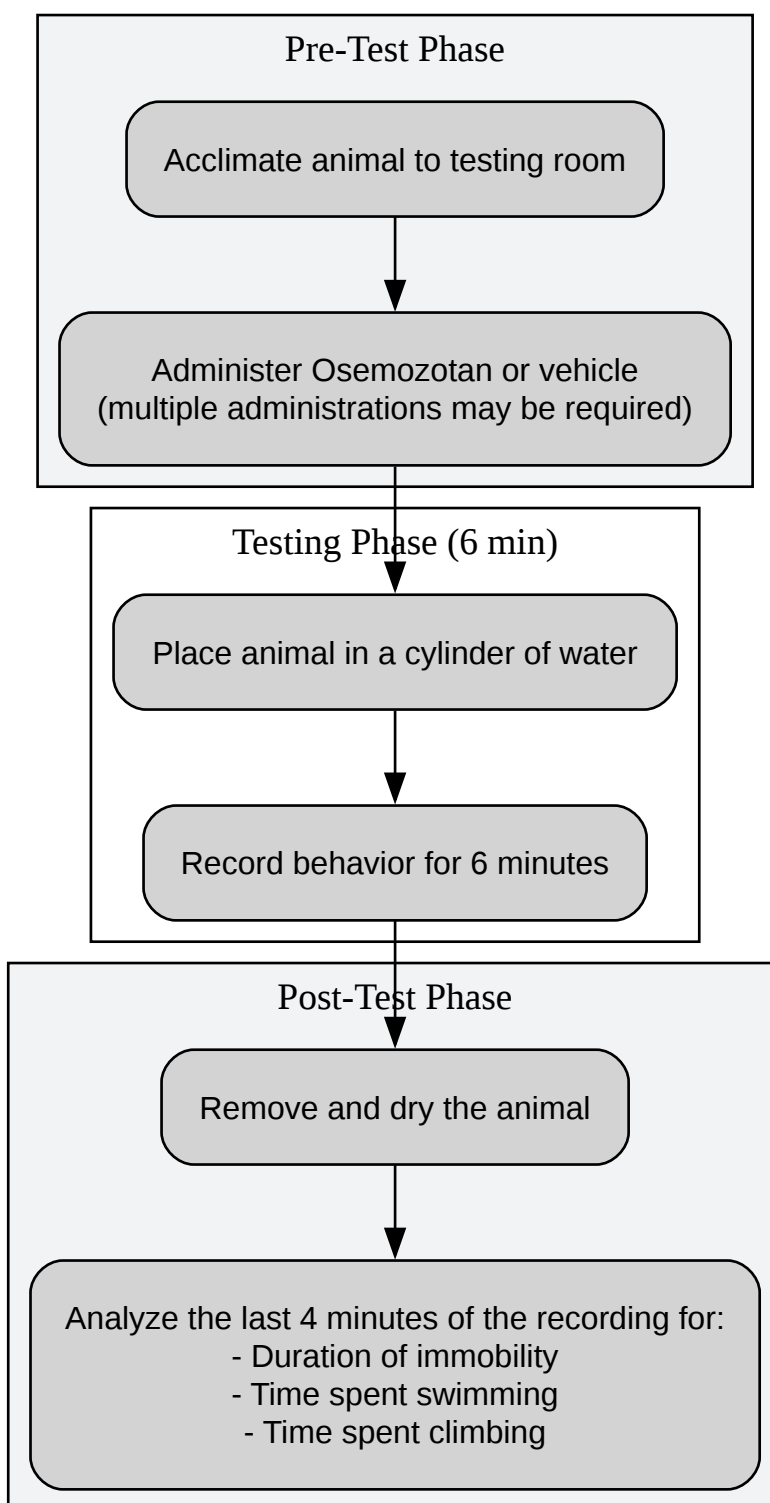 Pre-Test Phase
Acclimate animal to testing room
Administer Osemozotan or vehicle
(multiple administrations may be required)
Testing Phase (6 min)
Place animal in a cylinder of water
Record behavior for 6 minutes
Post-Test Phase
Remove and dry the animal
Analyze the last 4 minutes of the recording for:
- Duration of immobility
- Time spent swimming
- Time spent climbing